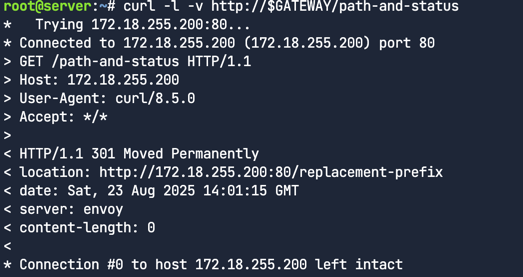 root@server:~# curl -l -v http://$GATEWAY/path-and-status
*   Trying 172.18.255.200:80...
* Connected to 172.18.255.200 (172.18.255.200) port 80
> GET /path-and-status HTTP/1.1
> Host: 172.18.255.200
> User-Agent: curl/8.5.0
> Accept: */*
>
< HTTP/1.1 301 Moved Permanently
< location: http://172.18.255.200:80/replacement-prefix
< date: Sat, 23 Aug 2025 14:01:15 GMT
< server: envoy
< content-length: 0
<
* Connection #0 to host 172.18.255.200 left intact